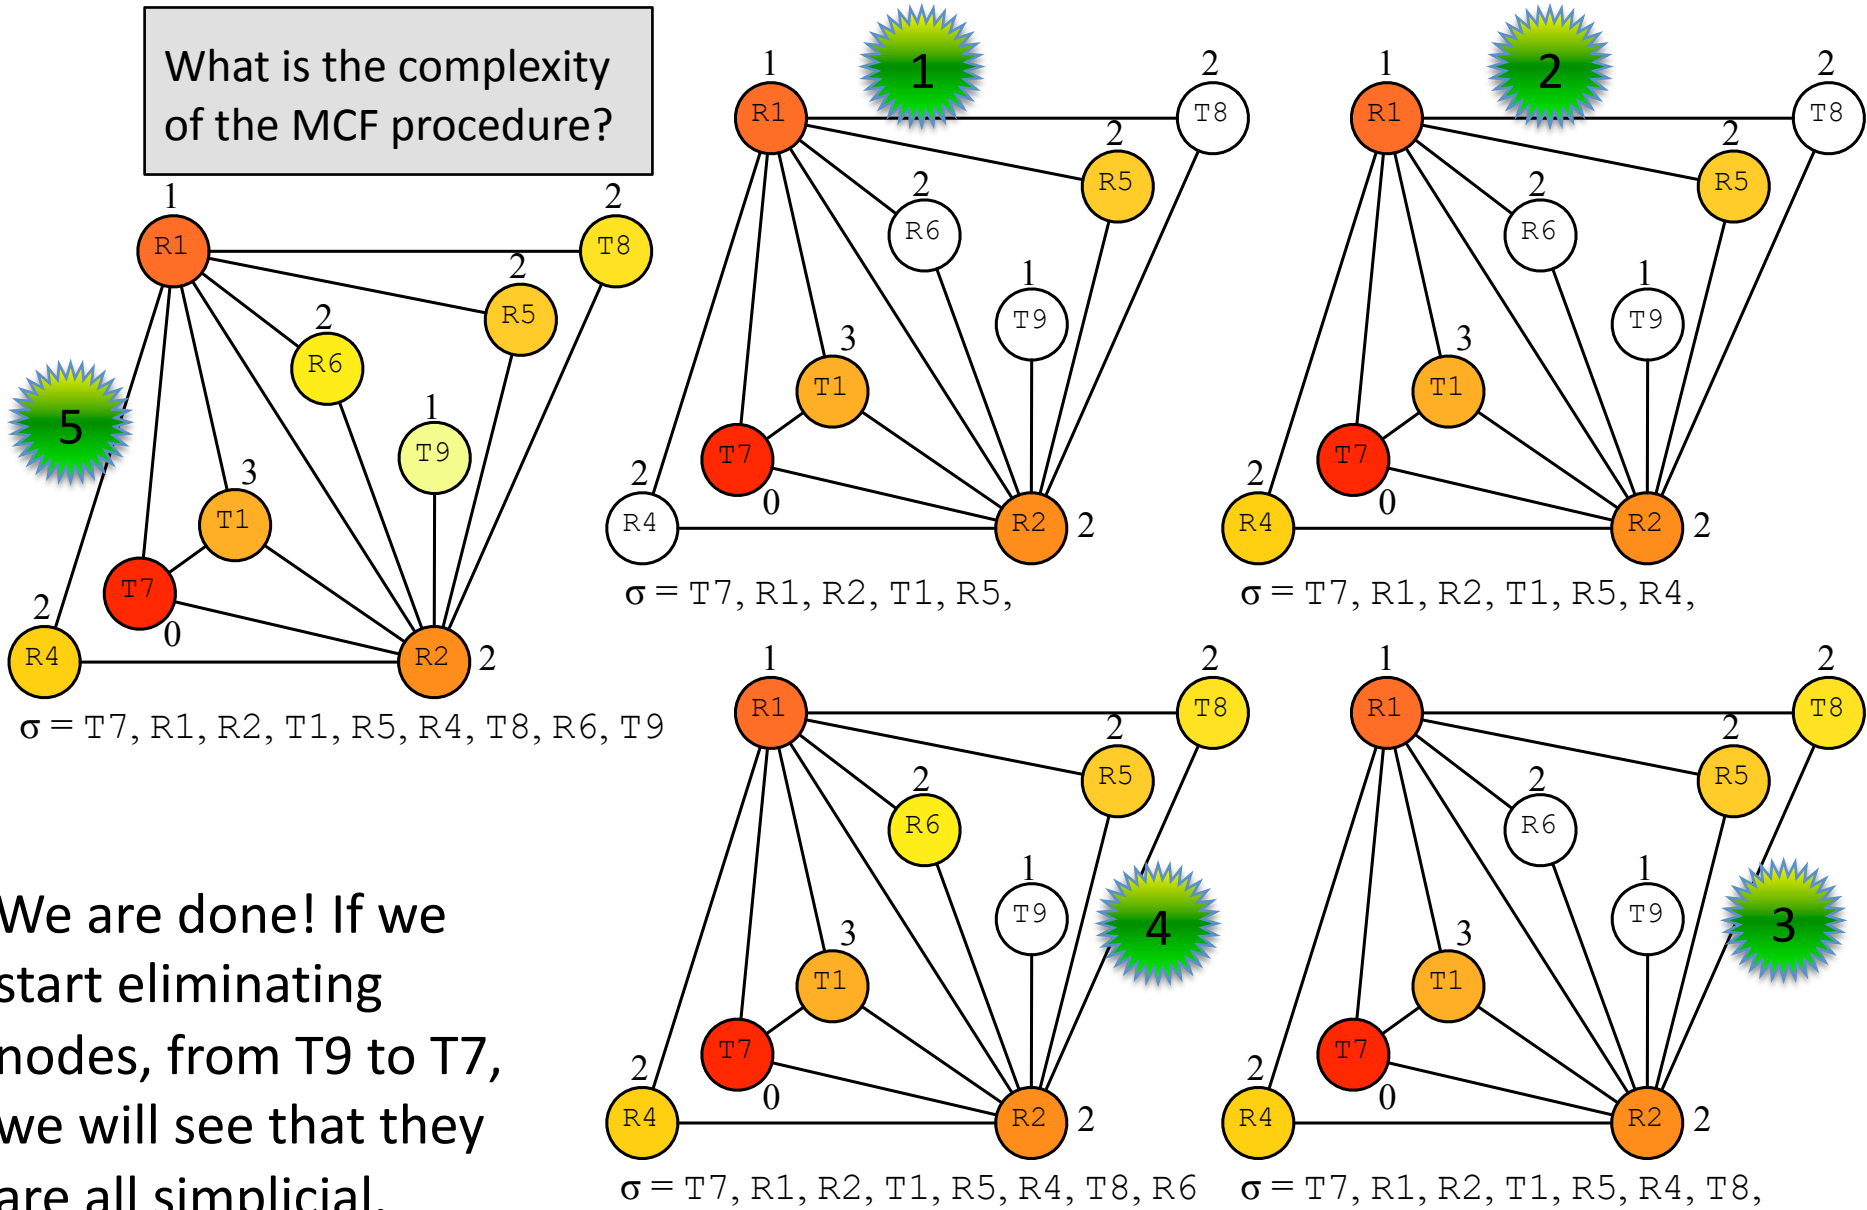 What is the complexity
of the MCF procedure?
1
R1
2
T8
2
R5
2
R6
1
T9
3
T1
T7
0
2
R4
R2
2
5
σ = T7, R1, R2, T1, R5, R4, T8, R6, T9
We are done! If we
start eliminating
nodes, from T9 to T7,
we will see that they
are all simplicial.
1
1
R1
2
T8
2
R5
2
R6
1
T9
3
T1
T7
0
2
R4
R2
2
σ = T7, R1, R2, T1, R5,
2
1
R1
2
T8
2
R5
2
R6
1
T9
3
T1
T7
0
2
R4
R2
2
σ = T7, R1, R2, T1, R5, R4,
3
1
R1
2
T8
2
R5
2
R6
1
T9
3
T1
T7
0
2
R4
R2
2
σ = T7, R1, R2, T1, R5, R4, T8,
4
1
R1
2
T8
2
R5
2
R6
1
T9
3
T1
T7
0
2
R4
R2
2
σ = T7, R1, R2, T1, R5, R4, T8, R6